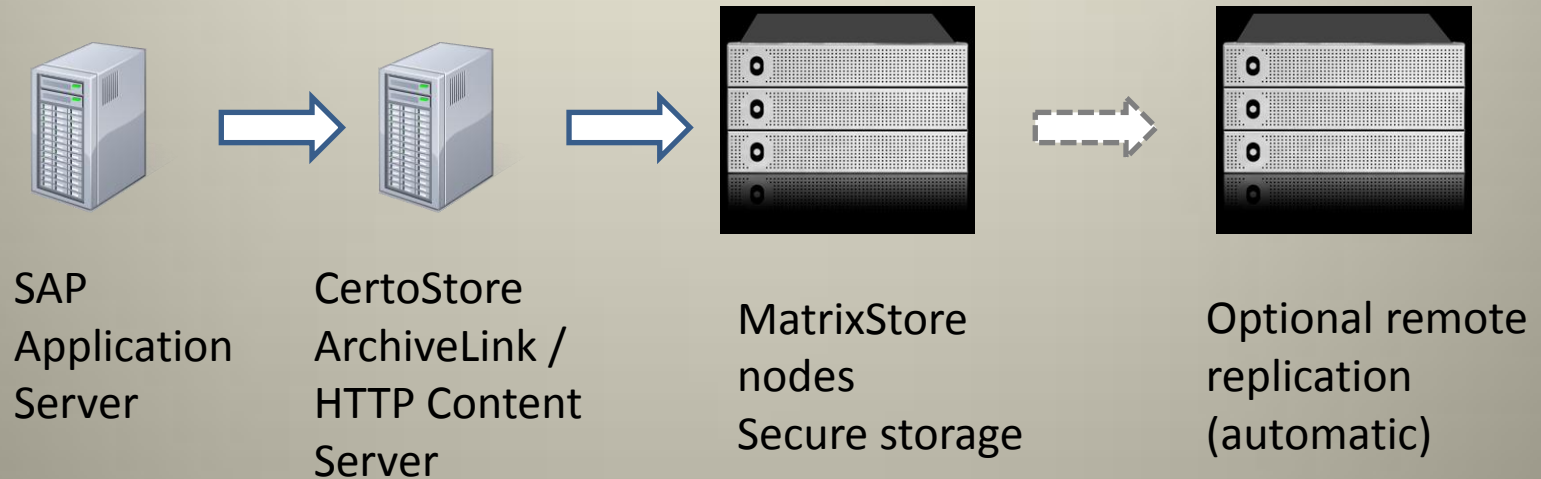 SAP
Application
Server
CertoStore
ArchiveLink /
HTTP Content
Server
MatrixStore
nodes
Secure storage
Optional remote
replication
(automatic)